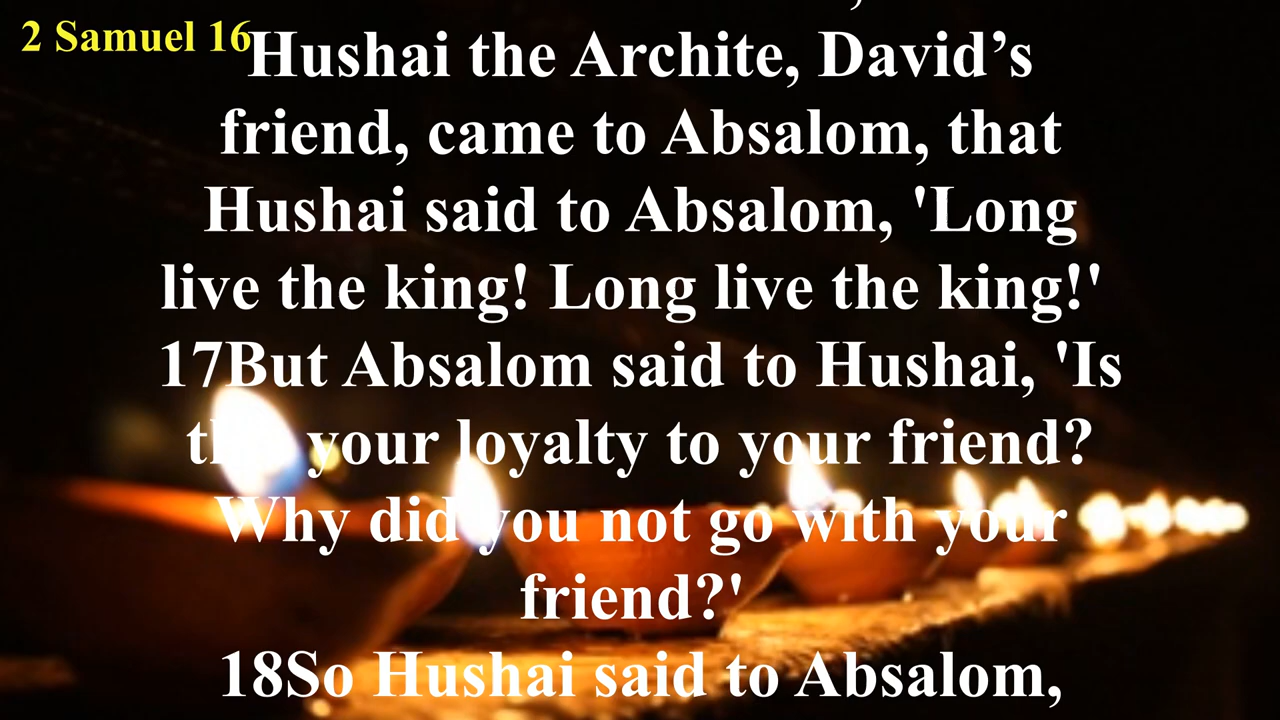 2 Samuel 16
Hushai the Archite, David’s
friend, came to Absalom, that
Hushai said to Absalom, 'Long
live the king! Long live the king!'
17But Absalom said to Hushai, 'Is
your loyalty to your friend?
Why did you not go with your
friend?'
18So Hushai said to Absalom,